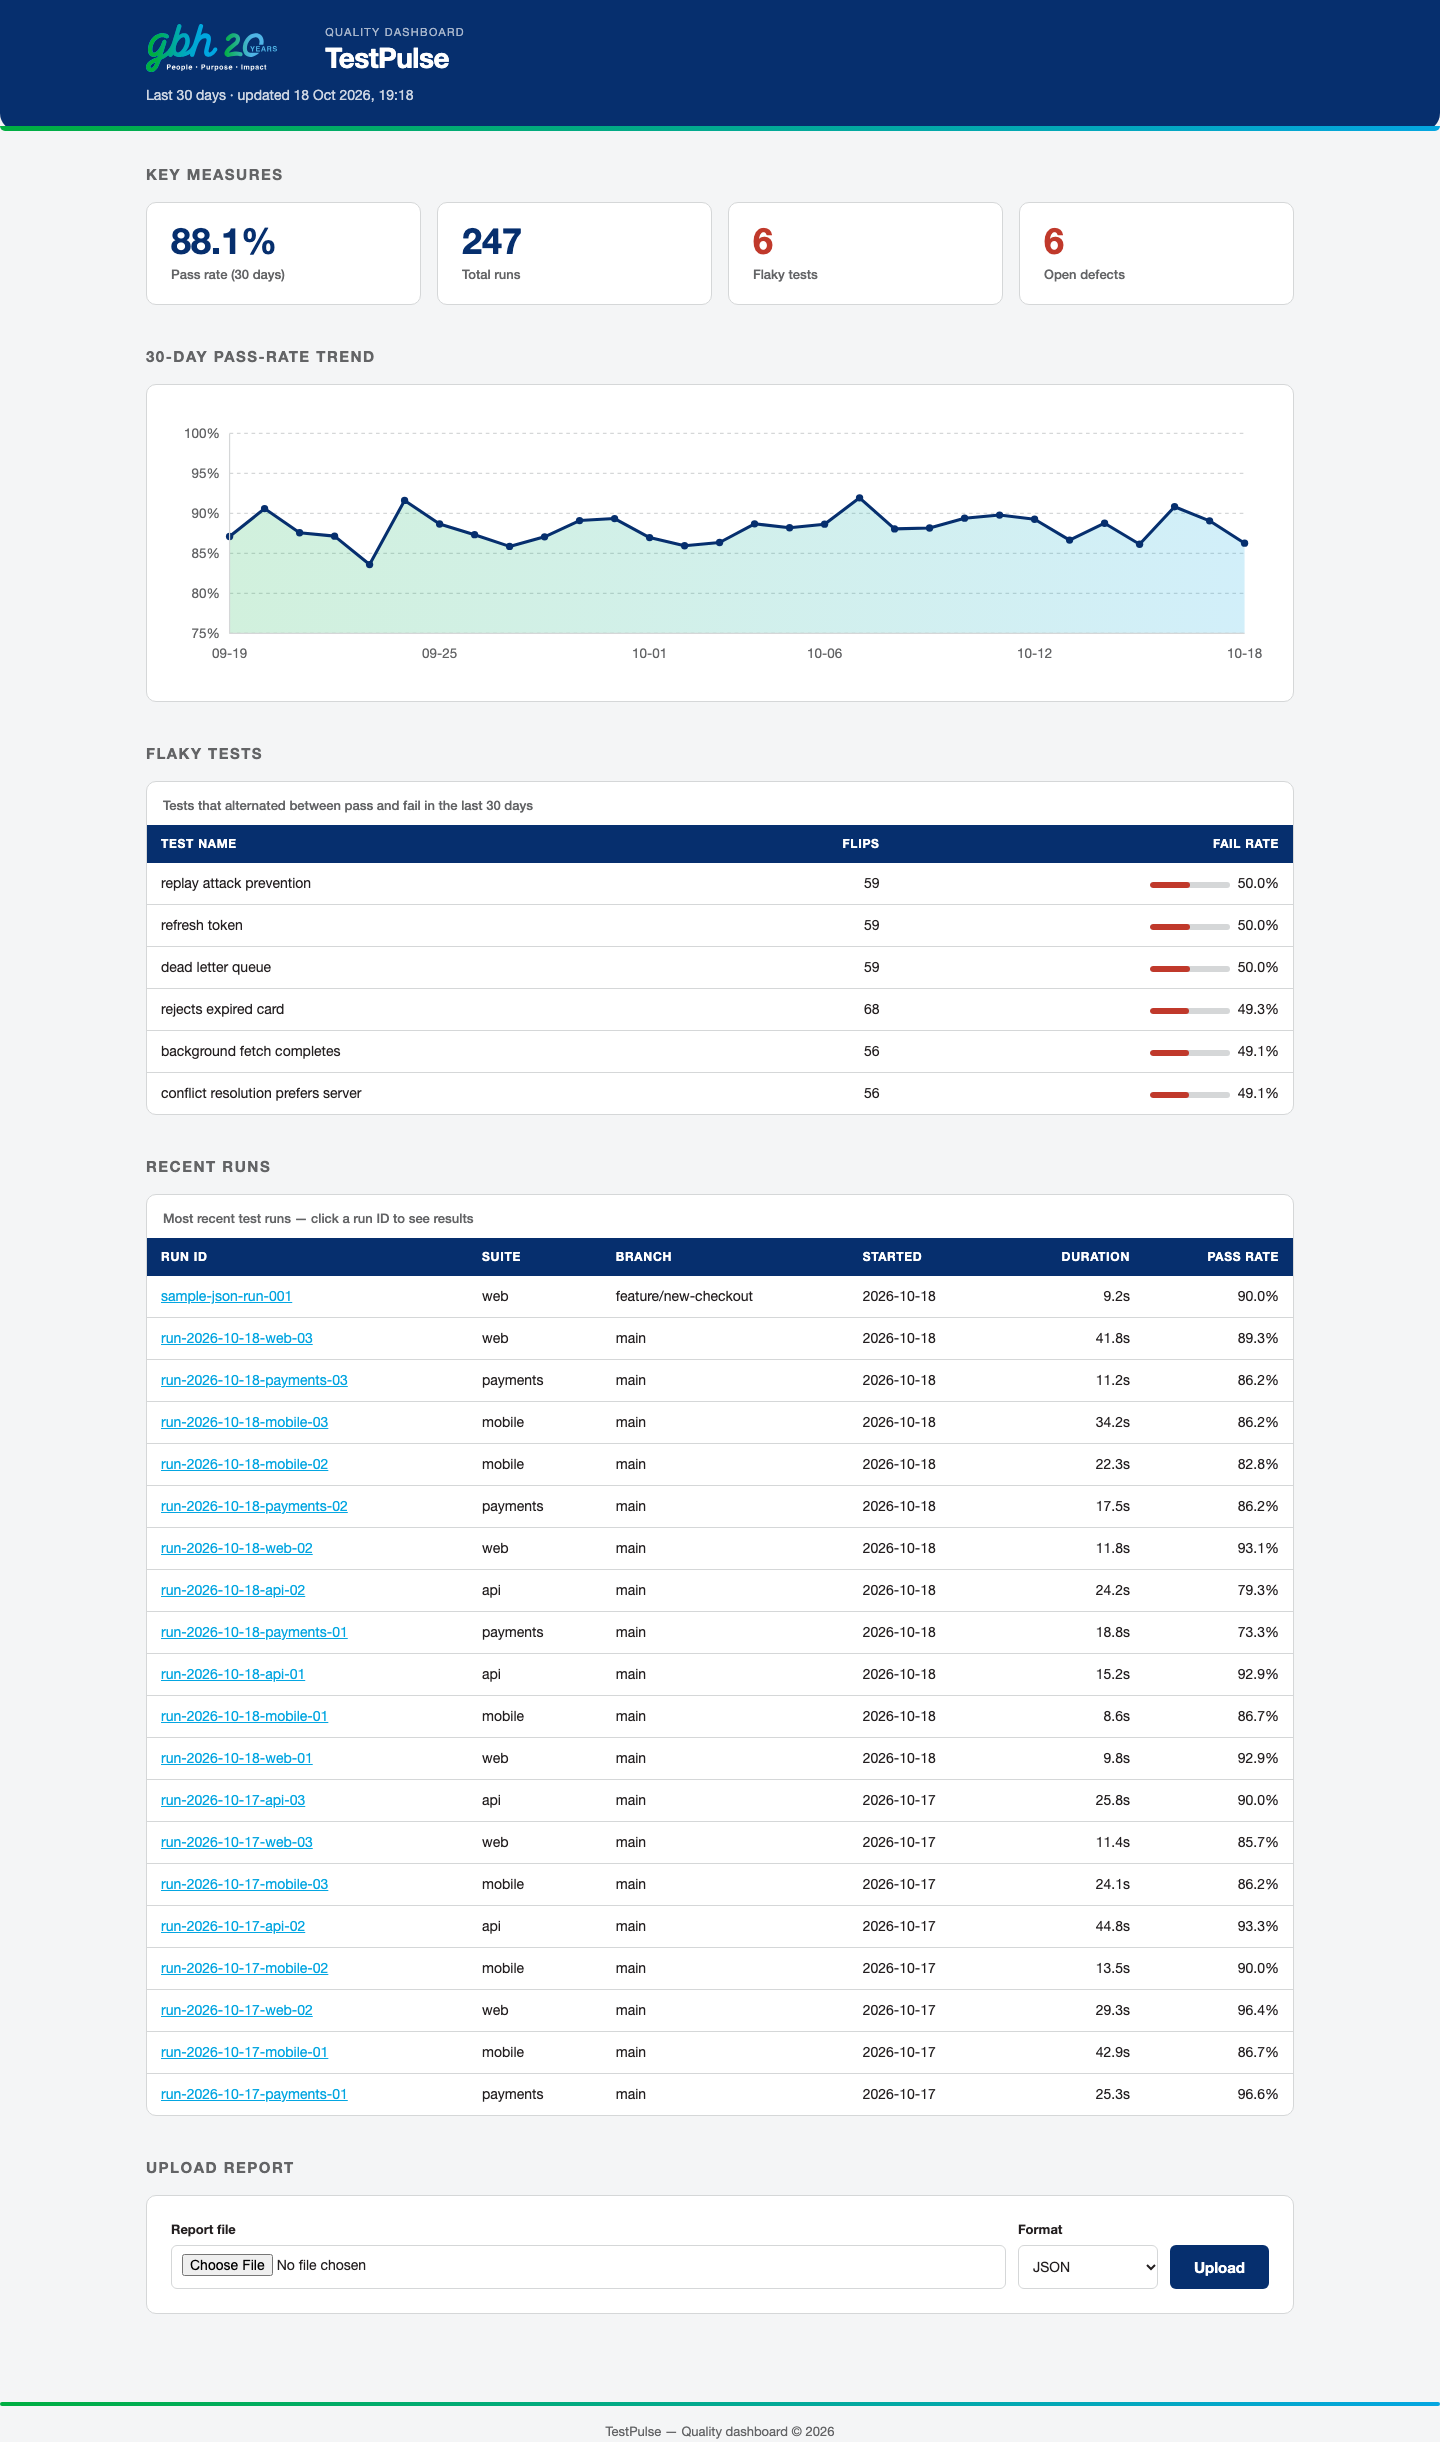 gbh 20 YEARS
People · Purpose · Impact
QUALITY DASHBOARD
TestPulse
Last 30 days · updated 18 Oct 2026, 19:18
KEY MEASURES
88.1%
Pass rate (30 days)
247
Total runs
6
Flaky tests
6
Open defects
30-DAY PASS-RATE TREND
100%
95%
90%
85%
80%
75%
09-19 09-25 10-01 10-06 10-12 10-18
FLAKY TESTS
Tests that alternated between pass and fail in the last 30 days
TEST NAME FLIPS FAIL RATE
replay attack prevention 59 50.0%
refresh token 59 50.0%
dead letter queue 59 50.0%
rejects expired card 68 49.3%
background fetch completes 56 49.1%
conflict resolution prefers server 56 49.1%
RECENT RUNS
Most recent test runs — click a run ID to see results
RUN ID SUITE BRANCH STARTED DURATION PASS RATE
sample-json-run-001 web feature/new-checkout 2026-10-18 9.2s 90.0%
run-2026-10-18-web-03 web main 2026-10-18 41.8s 89.3%
run-2026-10-18-payments-03 payments main 2026-10-18 11.2s 86.2%
run-2026-10-18-mobile-03 mobile main 2026-10-18 34.2s 86.2%
run-2026-10-18-mobile-02 mobile main 2026-10-18 22.3s 82.8%
run-2026-10-18-payments-02 payments main 2026-10-18 17.5s 86.2%
run-2026-10-18-web-02 web main 2026-10-18 11.8s 93.1%
run-2026-10-18-api-02 api main 2026-10-18 24.2s 79.3%
run-2026-10-18-payments-01 payments main 2026-10-18 18.8s 73.3%
run-2026-10-18-api-01 api main 2026-10-18 15.2s 92.9%
run-2026-10-18-mobile-01 mobile main 2026-10-18 8.6s 86.7%
run-2026-10-18-web-01 web main 2026-10-18 9.8s 92.9%
run-2026-10-17-api-03 api main 2026-10-17 25.8s 90.0%
run-2026-10-17-web-03 web main 2026-10-17 11.4s 85.7%
run-2026-10-17-mobile-03 mobile main 2026-10-17 24.1s 86.2%
run-2026-10-17-api-02 api main 2026-10-17 44.8s 93.3%
run-2026-10-17-mobile-02 mobile main 2026-10-17 13.5s 90.0%
run-2026-10-17-web-02 web main 2026-10-17 29.3s 96.4%
run-2026-10-17-mobile-01 mobile main 2026-10-17 42.9s 86.7%
run-2026-10-17-payments-01 payments main 2026-10-17 25.3s 96.6%
UPLOAD REPORT
Report file Format
Choose File No file chosen JSON Upload
TestPulse — Quality dashboard © 2026